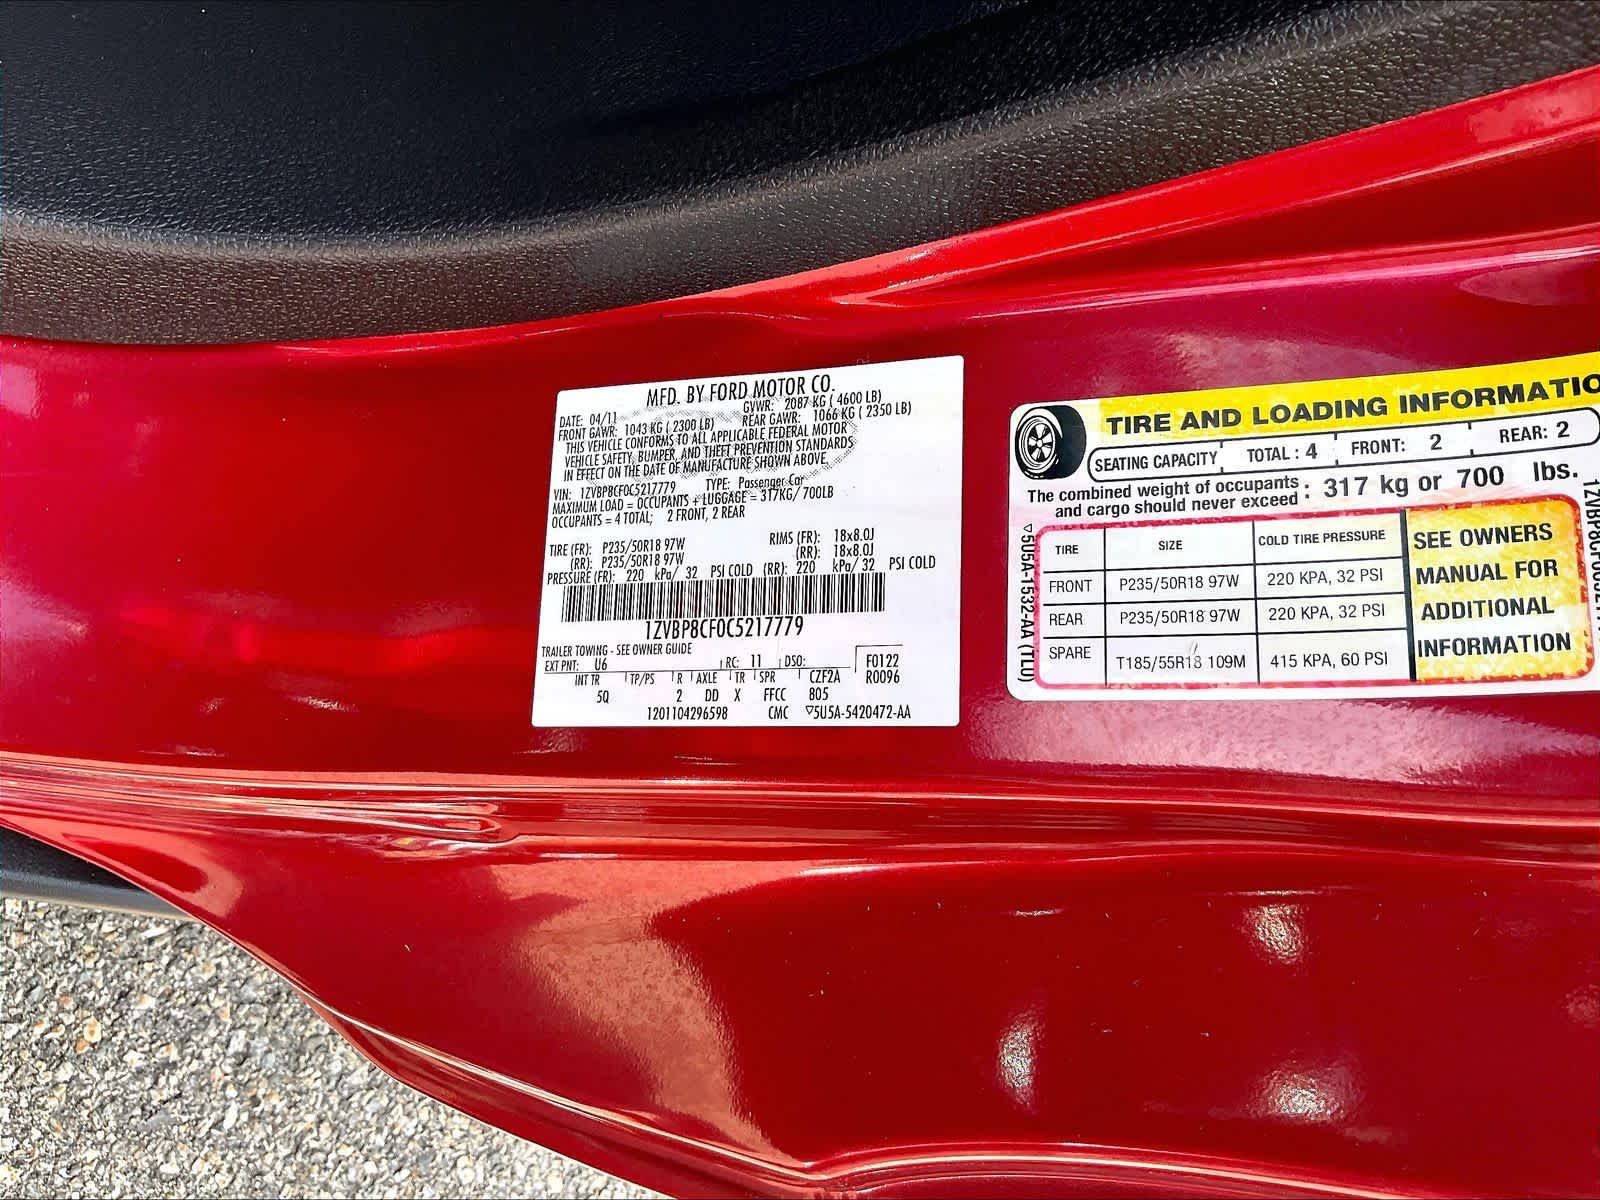 MFD. BY FORD MOTOR CO.
DATE: 04/11 GVWR: 2087 KG ( 4600 LB)
FRONT GAWR: 1043 KG ( 2300 LB) REAR GAWR: 1066 KG ( 2350 LB)
THIS VEHICLE CONFORMS TO ALL APPLICABLE FEDERAL MOTOR
VEHICLE SAFETY, BUMPER, AND THEFT PREVENTION STANDARDS
IN EFFECT ON THE DATE OF MANUFACTURE SHOWN ABOVE
VIN: 1ZVBP8CF0C5217779 TYPE: Passenger Car
MAXIMUM LOAD = OCCUPANTS + LUGGAGE = 317KG/ 700LB
OCCUPANTS = 4 TOTAL; 2 FRONT, 2 REAR
TIRE (FR): P235/50R18 97W RIMS (FR): 18x8.0J
(RR): P235/50R18 97W (RR): 18x8.0J
PRESSURE (FR): 220 kPa/ 32 PSI COLD (RR): 220 kPa/ 32 PSI COLD
1ZVBP8CF0C5217779
TRAILER TOWING - SEE OWNER GUIDE
EXT PNT: U6 RC: 11 DSO: F0122
INT TR TP/PS R AXLE TR SPR CZF2A R0096
5Q 2 DD X FFCC 805
1201104296598 CMC ▽5U5A-5420472-AA
TIRE AND LOADING INFORMATIO
SEATING CAPACITY TOTAL : 4 FRONT: 2 REAR: 2
The combined weight of occupants
and cargo should never exceed : 317 kg or 700 lbs.
TIRE SIZE COLD TIRE PRESSURE
FRONT P235/50R18 97W 220 KPA, 32 PSI
REAR P235/50R18 97W 220 KPA, 32 PSI
SPARE T185/55R18 109M 415 KPA, 60 PSI
SEE OWNERS
MANUAL FOR
ADDITIONAL
INFORMATION
▽5U5A-1532-AA (TLU)